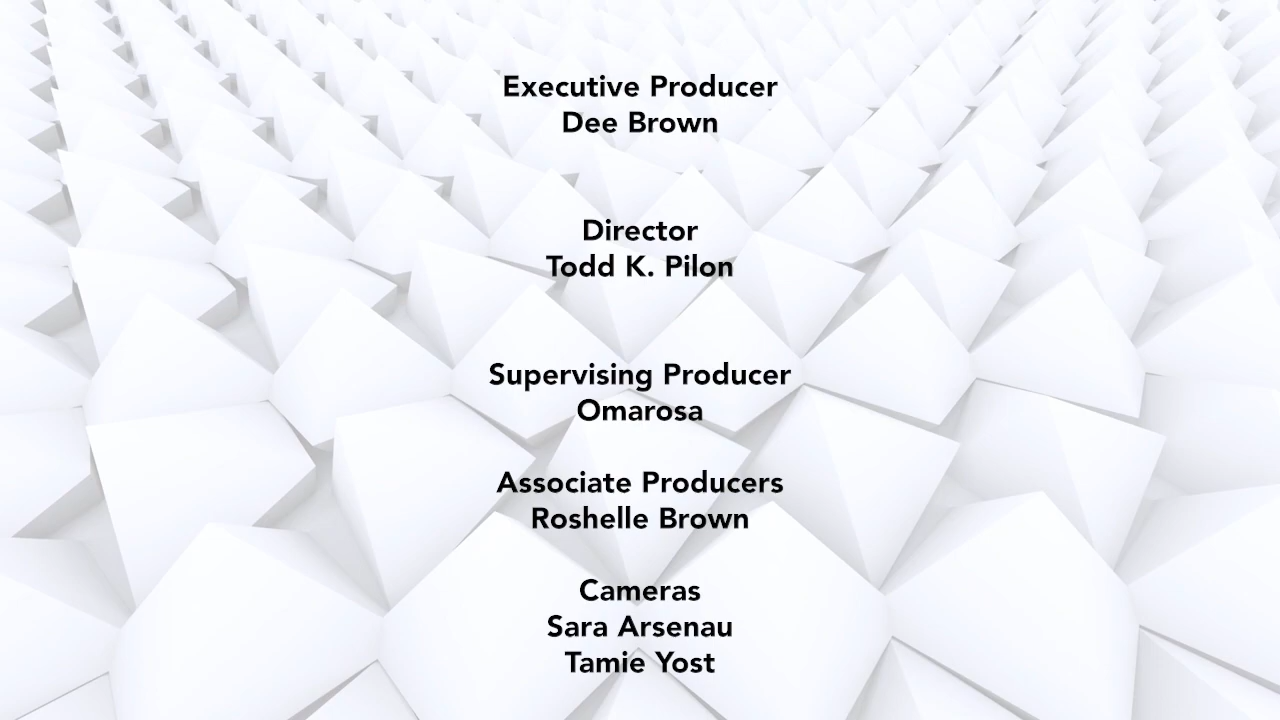 Executive Producer
Dee Brown
Director
Todd K. Pilon
Supervising Producer
Omarosa
Associate Producers
Roshelle Brown
Cameras
Sara Arsenau
Tamie Yost